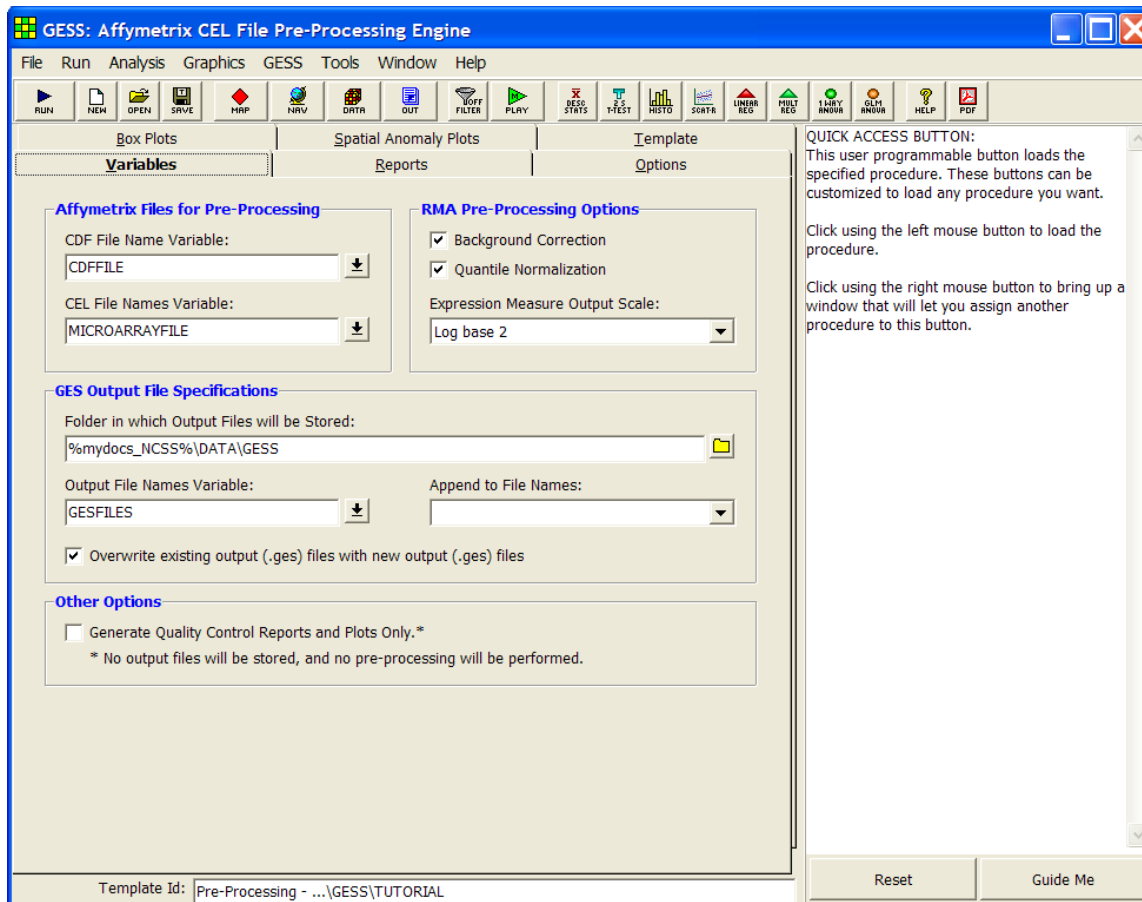 GESS: Affymetrix CEL File Pre-Processing Engine
File Run Analysis Graphics GESS Tools Window Help
RUN NEW OPEN SAVE MAP NAV DATA OUT OFF FILTER M PLAY X DESC STATS T 2 S T-TEST HISTO SCAT-R LINEAR REG MULT REG 1 WAY ANOVA GLM ANOVA ? HELP PDF
Box Plots Spatial Anomaly Plots Template
Variables Reports Options
Affymetrix Files for Pre-Processing
CDF File Name Variable:
CDFFILE
CEL File Names Variable:
MICROARRAYFILE
RMA Pre-Processing Options
Background Correction
Quantile Normalization
Expression Measure Output Scale:
Log base 2
GES Output File Specifications
Folder in which Output Files will be Stored:
%mydocs_NCSS%\DATA\GESS
Output File Names Variable:
GESFILES
Append to File Names:
Overwrite existing output (.ges) files with new output (.ges) files
Other Options
Generate Quality Control Reports and Plots Only.*
* No output files will be stored, and no pre-processing will be performed.
Template Id: Pre-Processing - ...\GESS\TUTORIAL
QUICK ACCESS BUTTON:
This user programmable button loads the
specified procedure. These buttons can be
customized to load any procedure you want.
Click using the left mouse button to load the
procedure.
Click using the right mouse button to bring up a
window that will let you assign another
procedure to this button.
Reset Guide Me